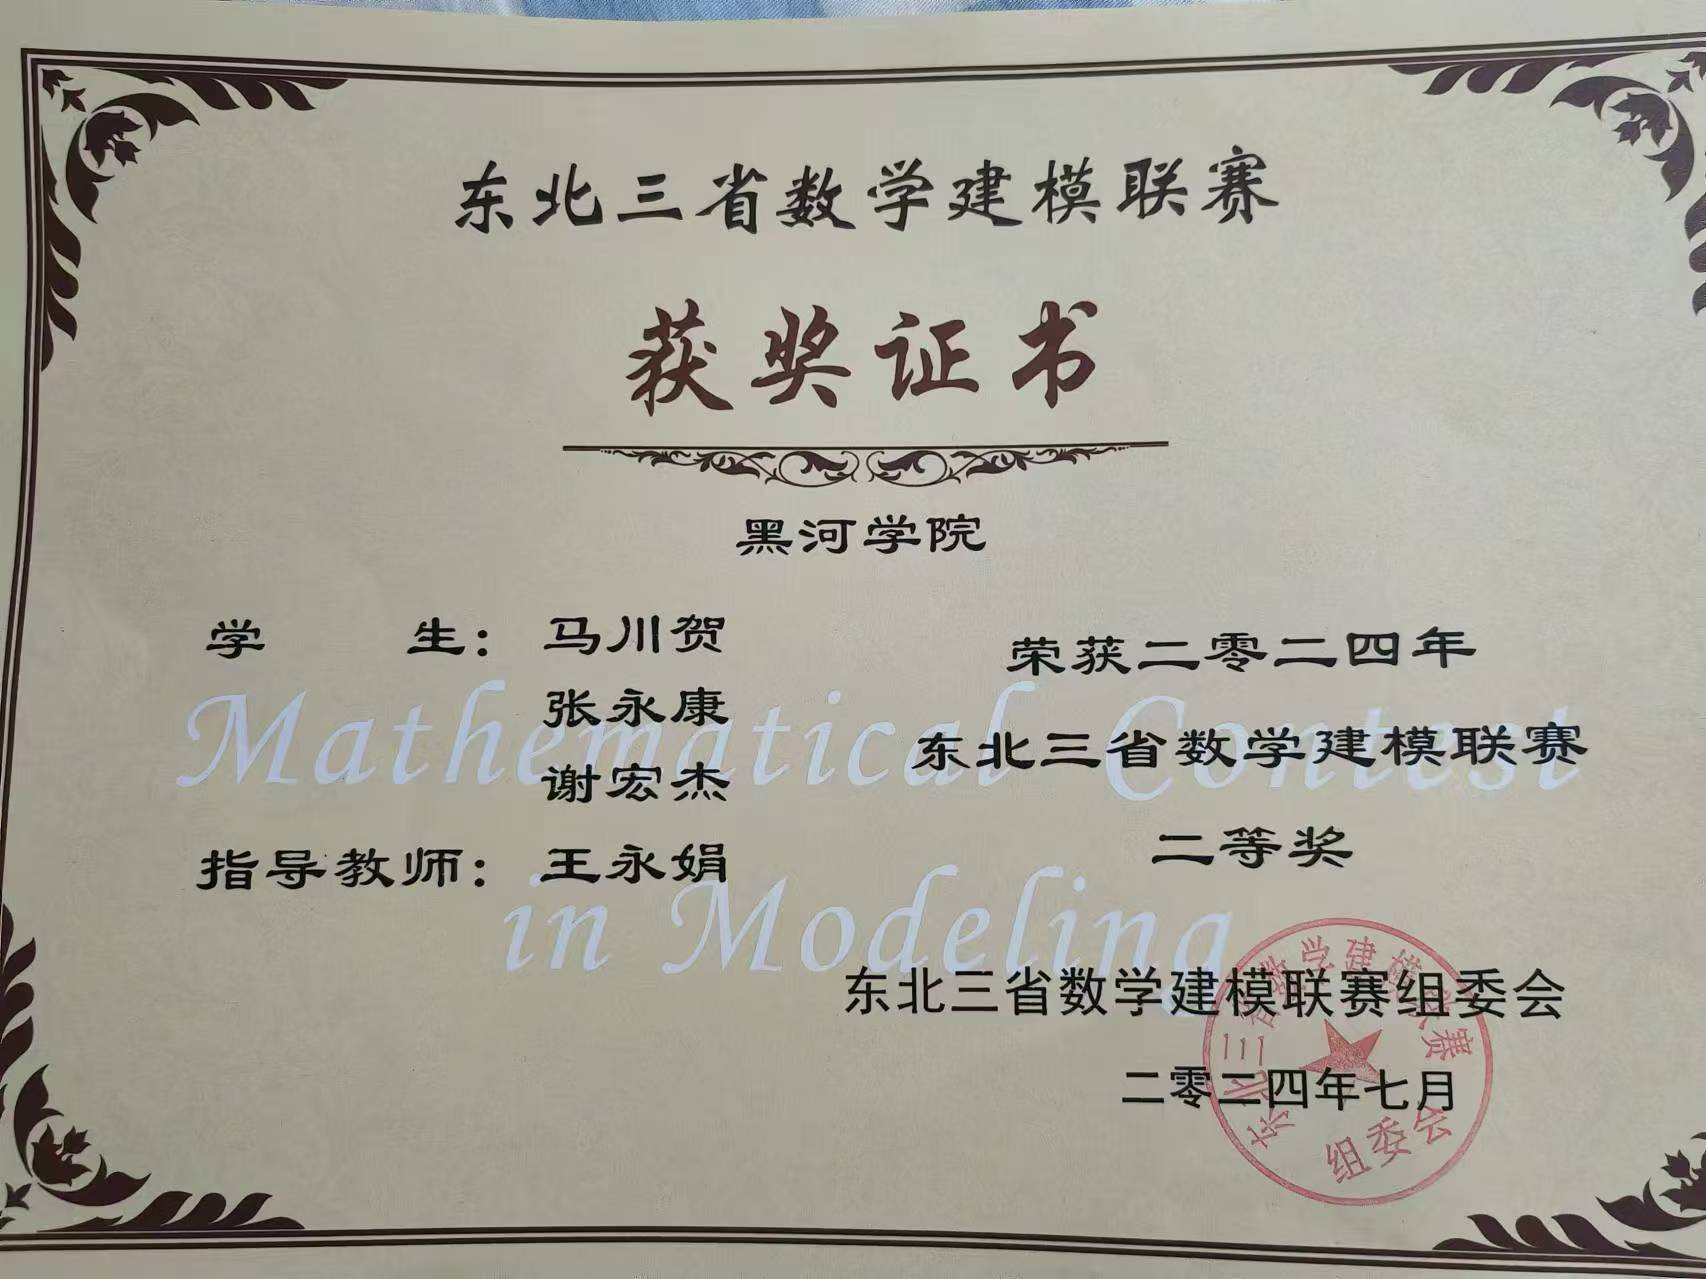 东北三省数学建模联赛
获奖证书
黑河学院
学 生：马川贺
张永康
谢宏杰
指导教师：王永娟
荣获二零二四年
东北三省数学建模联赛
二等奖
Mathematical Contest
in Modeling
东北三省数学建模联赛组委会
二零二四年七月
东北三省数学建模联赛
组委会